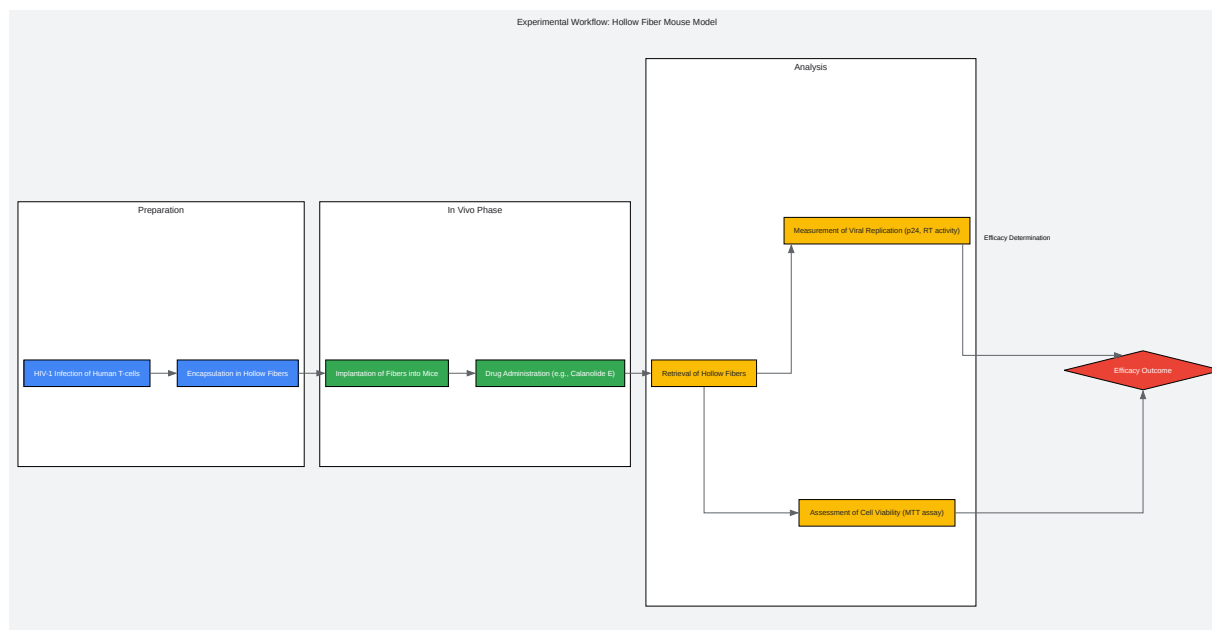 Experimental Workflow: Hollow Fiber Mouse Model
Preparation
HIV-1 Infection of Human T-cells
Encapsulation in Hollow Fibers
In Vivo Phase
Implantation of Fibers into Mice
Drug Administration (e.g., Calanolide E)
Analysis
Retrieval of Hollow Fibers
Measurement of Viral Replication (p24, RT activity)
Assessment of Cell Viability (MTT assay)
Efficacy Determination
Efficacy Outcome